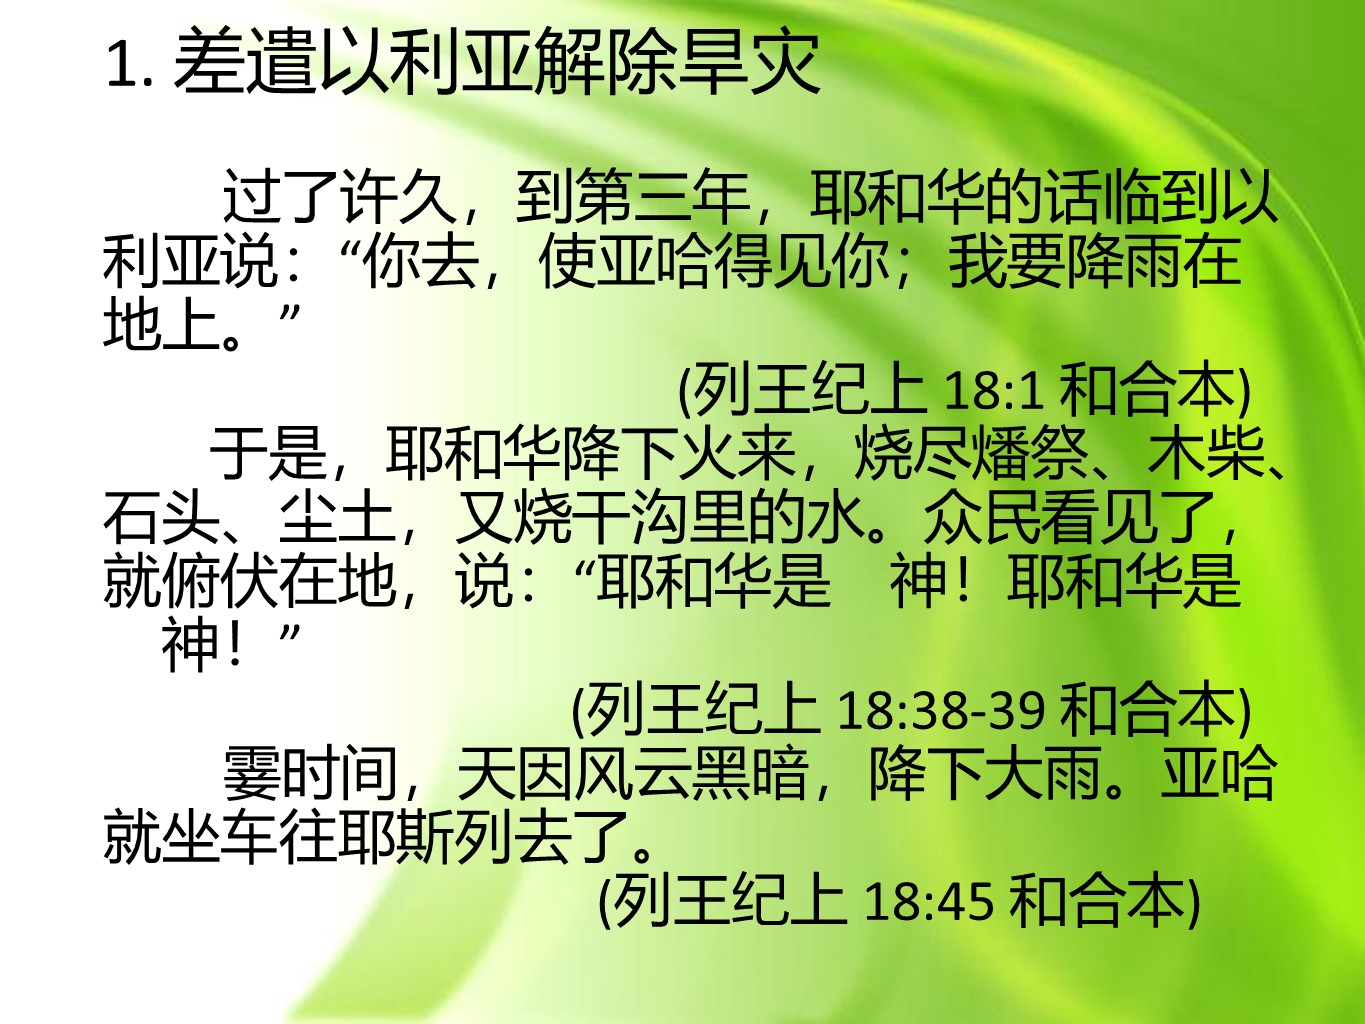 1. 差遣以利亚解除旱灾
过了许久，到第三年，耶和华的话临到以
利亚说：“你去，使亚哈得见你；我要降雨在
地上。”
(列王纪上 18:1 和合本)
于是，耶和华降下火来，烧尽燔祭、木柴、
石头、尘土，又烧干沟里的水。众民看见了，
就俯伏在地，说：“耶和华是　神！耶和华是
　神！”
(列王纪上 18:38-39 和合本)
霎时间，天因风云黑暗，降下大雨。亚哈
就坐车往耶斯列去了。
(列王纪上 18:45 和合本)